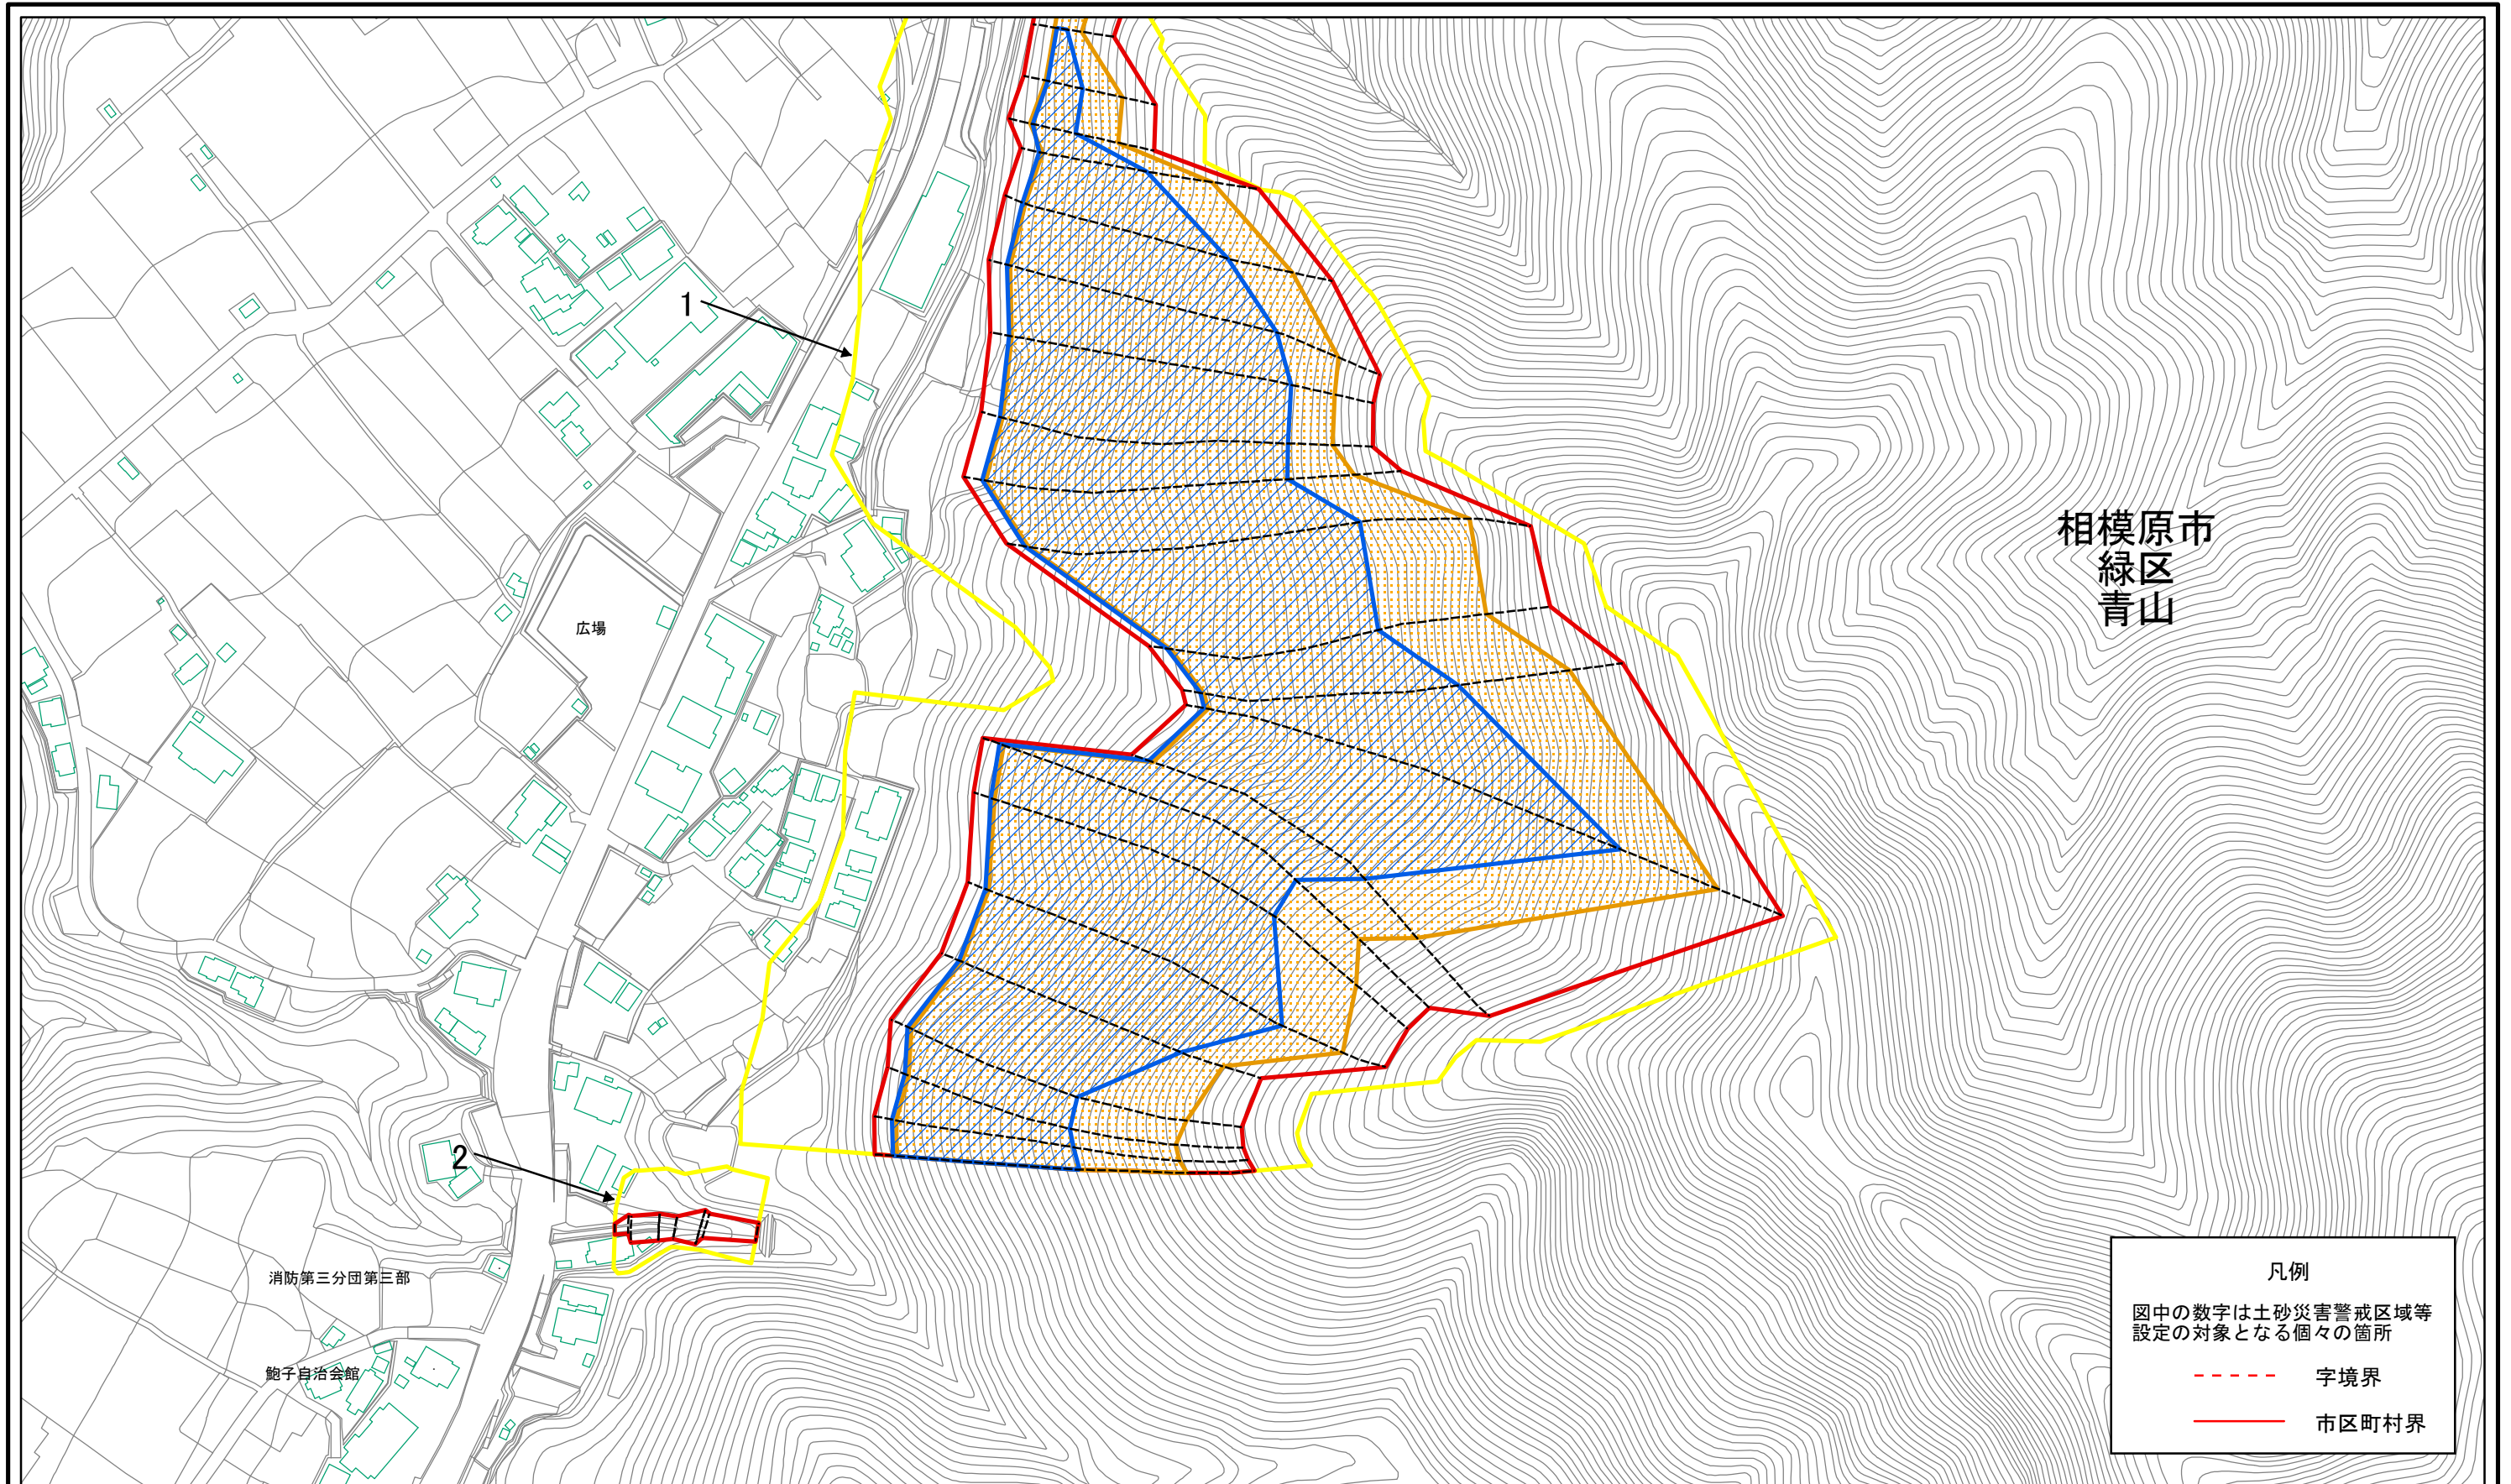 1
相模原市
緑区
青山
広場
2
消防第三分団第三部
鮑子自治会館
凡例
図中の数字は土砂災害警戒区域等
設定の対象となる個々の箇所
字境界
市区町村界